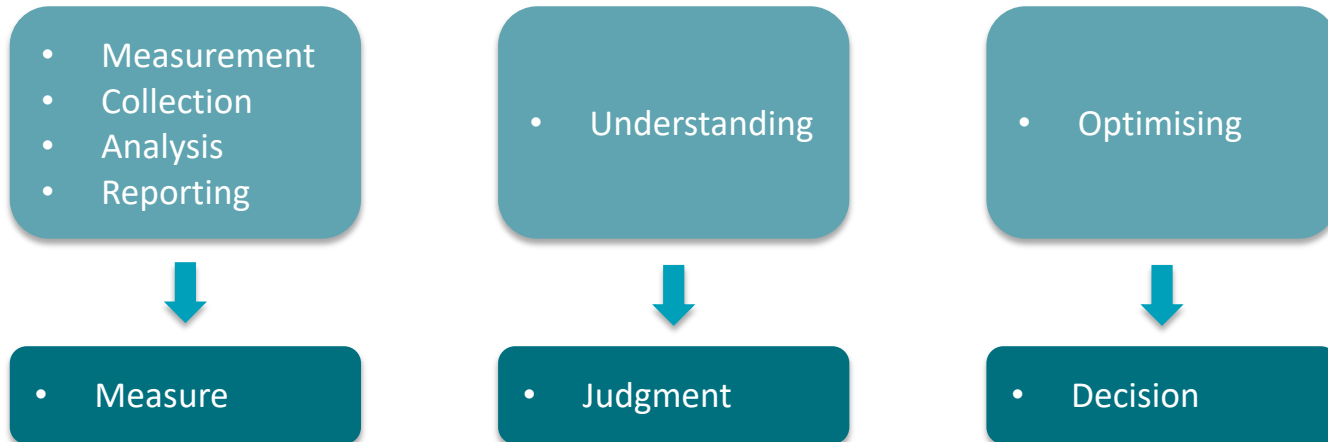 • Measurement
• Collection
• Analysis
• Reporting
• Understanding
• Optimising
• Measure
• Judgment
• Decision